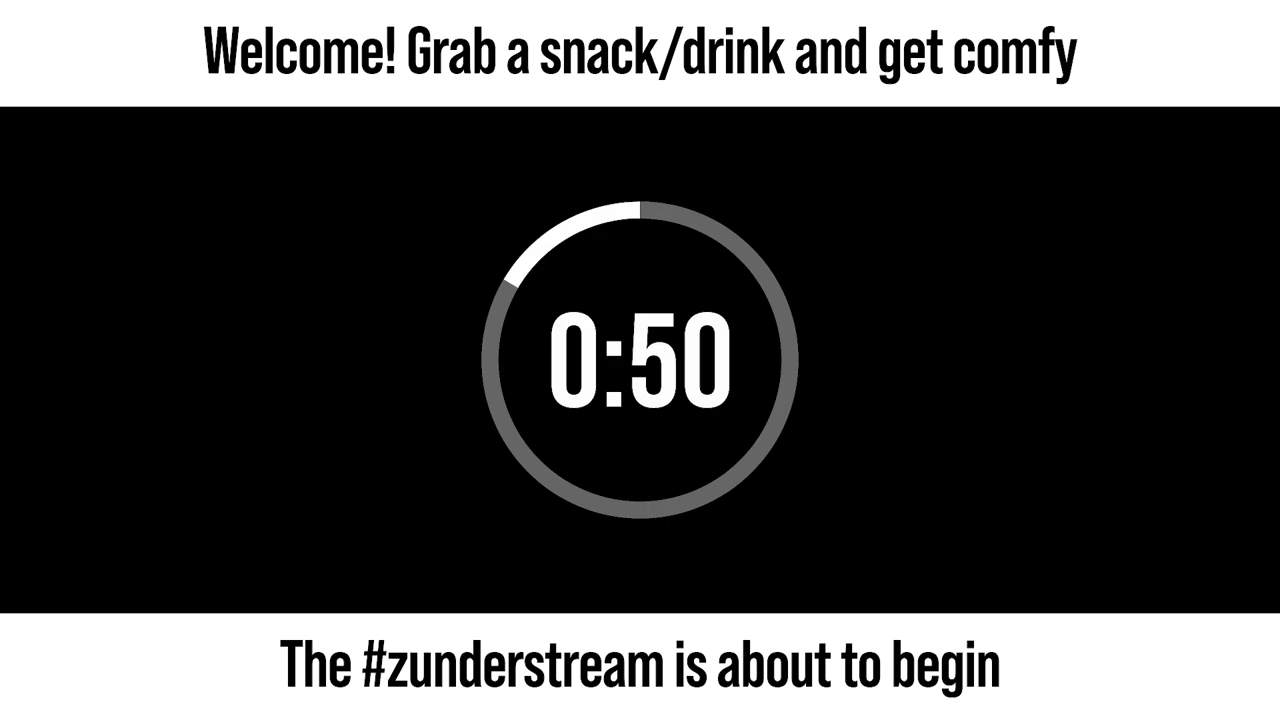 Welcome! Grab a snack/drink and get comfy
0:50
The #zunderstream is about to begin